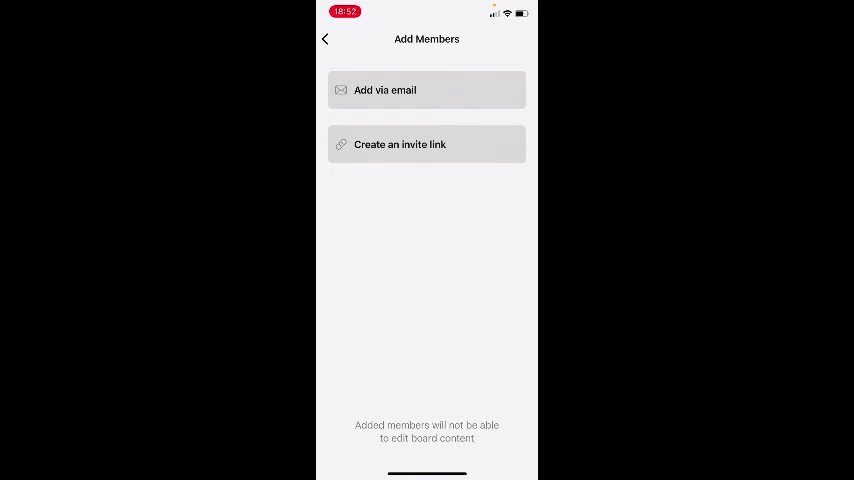 18:52
Add Members
Add via email
Create an invite link
Added members will not be able
to edit board content